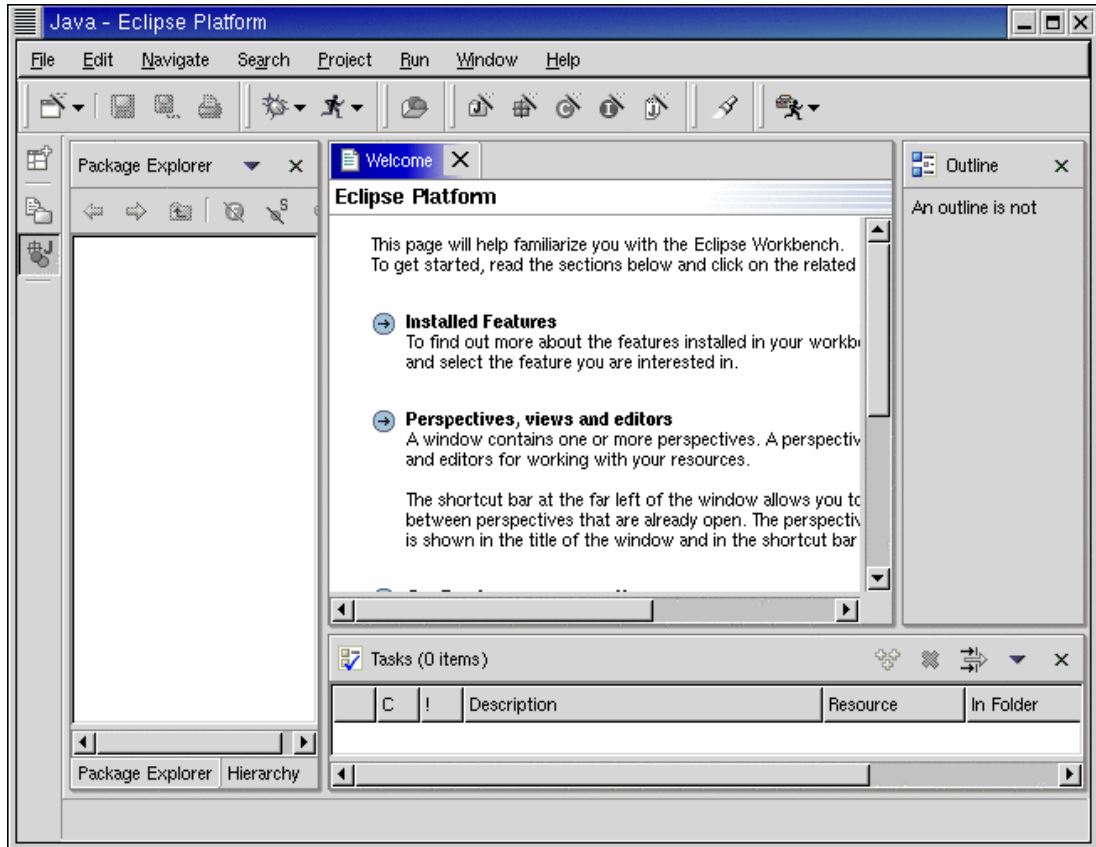 Java - Eclipse Platform
File Edit Navigate Search Project Run Window Help
Package Explorer
Welcome
Outline
Eclipse Platform
An outline is not
This page will help familiarize you with the Eclipse Workbench.
To get started, read the sections below and click on the related
Installed Features
To find out more about the features installed in your workb
and select the feature you are interested in.
Perspectives, views and editors
A window contains one or more perspectives. A perspectiv
and editors for working with your resources.
The shortcut bar at the far left of the window allows you to
between perspectives that are already open. The perspectiv
is shown in the title of the window and in the shortcut bar
Tasks (0 items)
C ! Description Resource In Folder
Package Explorer Hierarchy